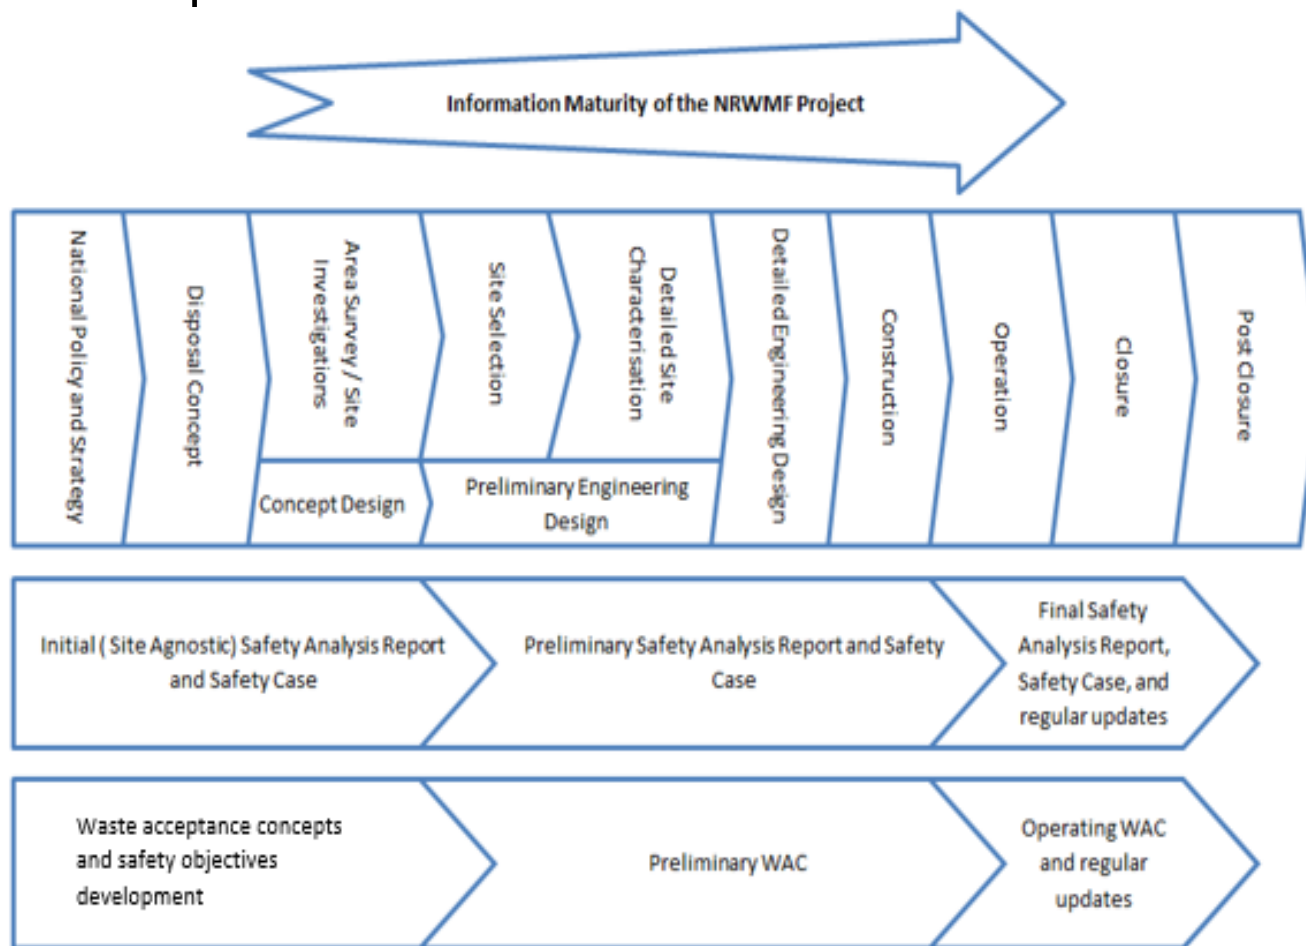 Information Maturity of the NRWMF Project
National Policy and Strategy
Disposal Concept
Area Survey / Site
Investigations
Site Selection
Detailed Site
Characterisation
Detailed Engineering Design
Construction
Operation
Closure
Post Closure
Concept Design
Preliminary Engineering
Design
Initial ( Site Agnostic) Safety Analysis Report
and Safety Case
Preliminary Safety Analysis Report and Safety
Case
Final Safety
Analysis Report,
Safety Case, and
regular updates
Waste acceptance concepts
and safety objectives
development
Preliminary WAC
Operating WAC
and regular
updates